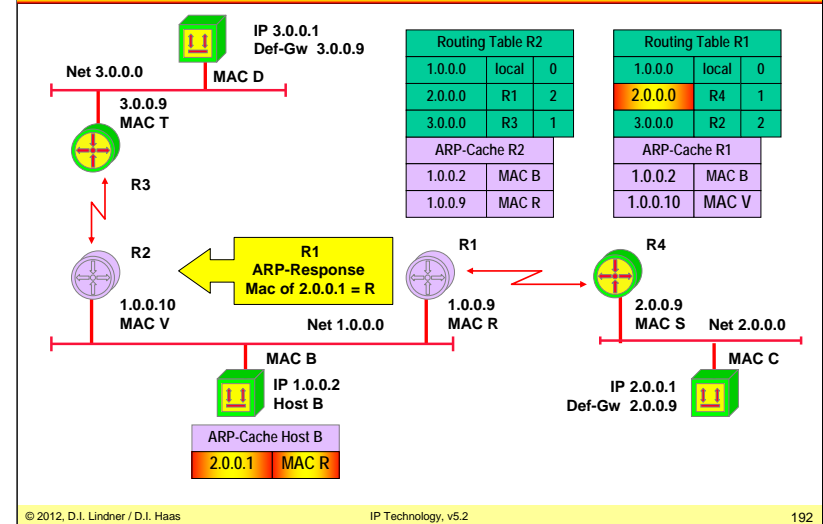 IP 3.0.0.1
Def-Gw 3.0.0.9
Net 3.0.0.0
MAC D
3.0.0.9
MAC T
R3
Routing Table R2
1.0.0.0 local 0
2.0.0.0 R1 2
3.0.0.0 R3 1
ARP-Cache R2
1.0.0.2 MAC B
1.0.0.9 MAC R
Routing Table R1
1.0.0.0 local 0
2.0.0.0 R4 1
3.0.0.0 R2 2
ARP-Cache R1
1.0.0.2 MAC B
1.0.0.10 MAC V
R2
R1
ARP-Response
Mac of 2.0.0.1 = R
R1
R4
1.0.0.10
MAC V
Net 1.0.0.0
1.0.0.9
MAC R
2.0.0.9
MAC S
Net 2.0.0.0
MAC B
IP 1.0.0.2
Host B
MAC C
IP 2.0.0.1
Def-Gw 2.0.0.9
ARP-Cache Host B
2.0.0.1 MAC R
© 2012, D.I. Lindner / D.I. Haas
IP Technology, v5.2
192